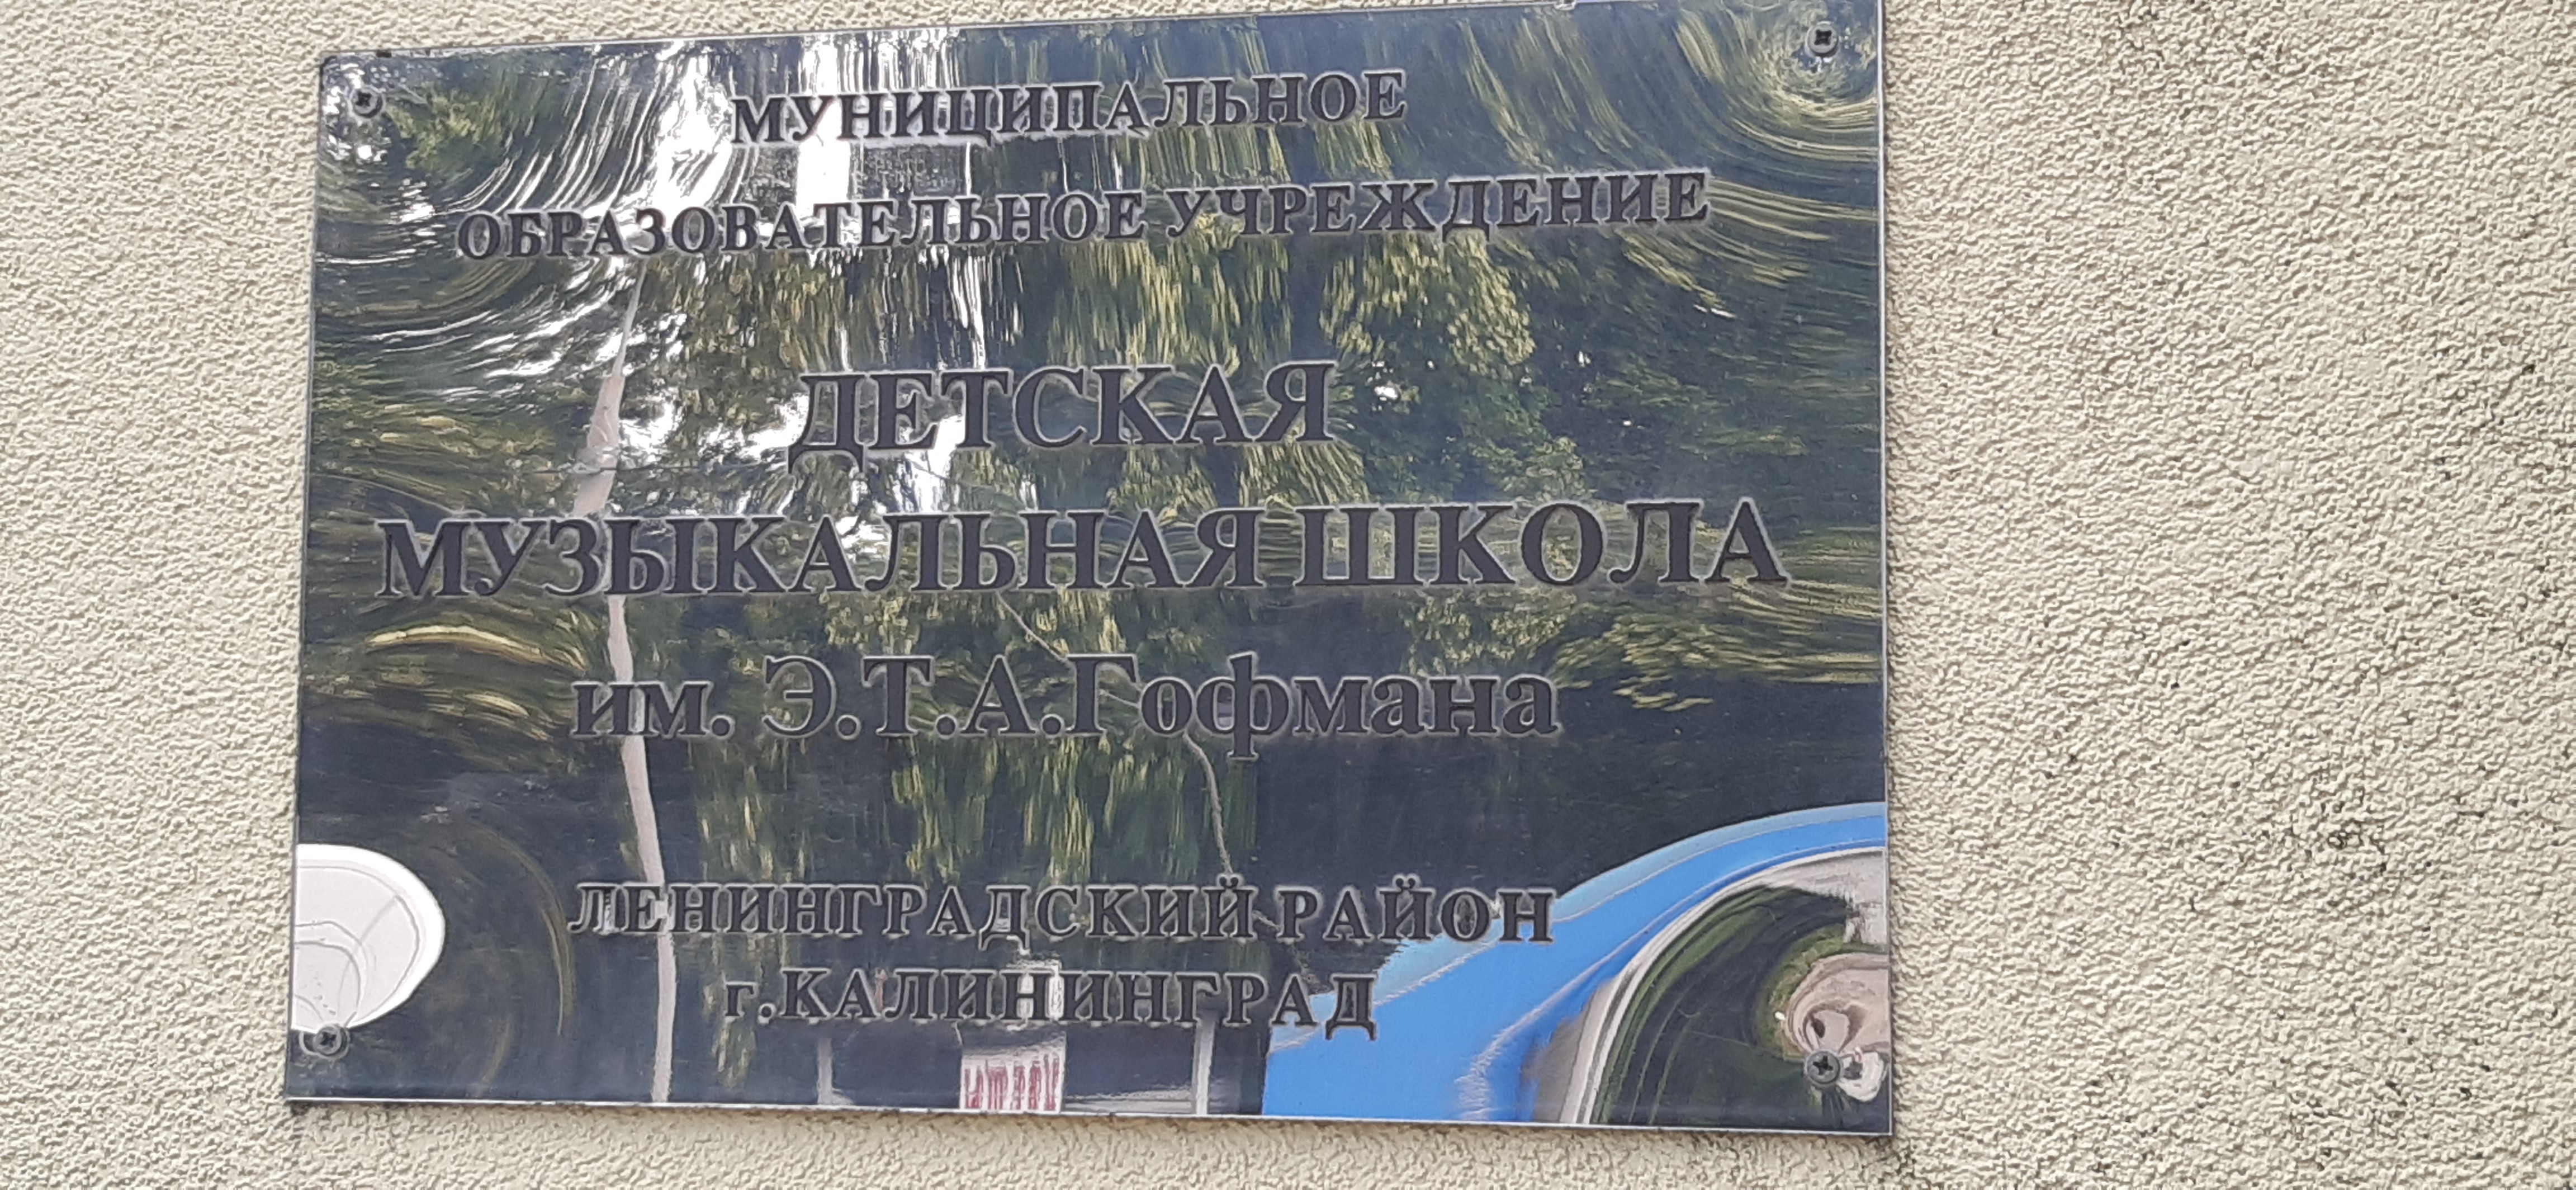 МУНИЦИПАЛЬНОЕ
ОБРАЗОВАТЕЛЬНОЕ УЧРЕЖДЕНИЕ
ДЕТСКАЯ
МУЗЫКАЛЬНАЯ ШКОЛА
им. Э.Т.А.Гофмана
ЛЕНИНГРАДСКИЙ РАЙОН
г.КАЛИНИНГРАД